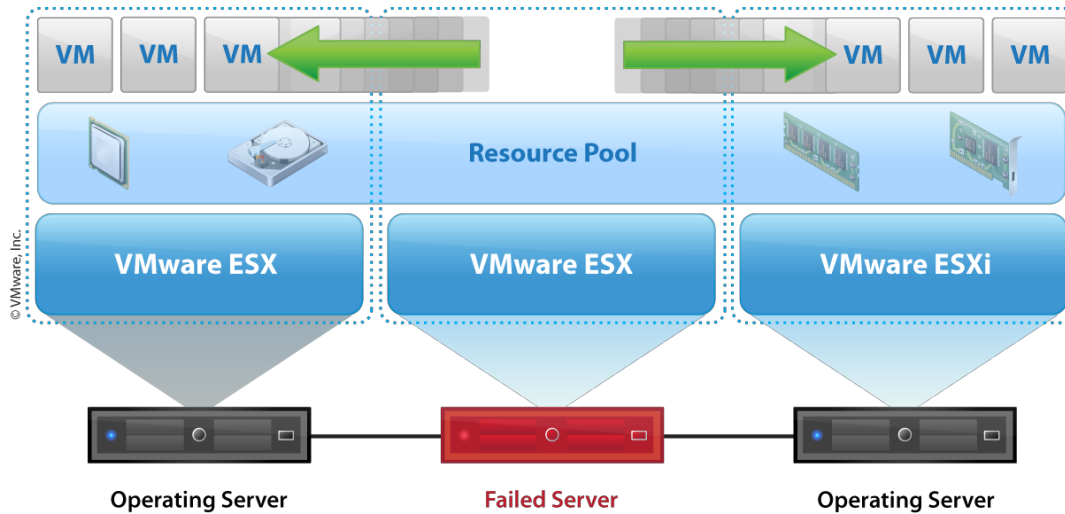 VM VM VM VM VM VM
Resource Pool
VMware ESX VMware ESX VMware ESXi
© VMware, Inc.
Operating Server Failed Server Operating Server